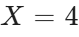 X = 4